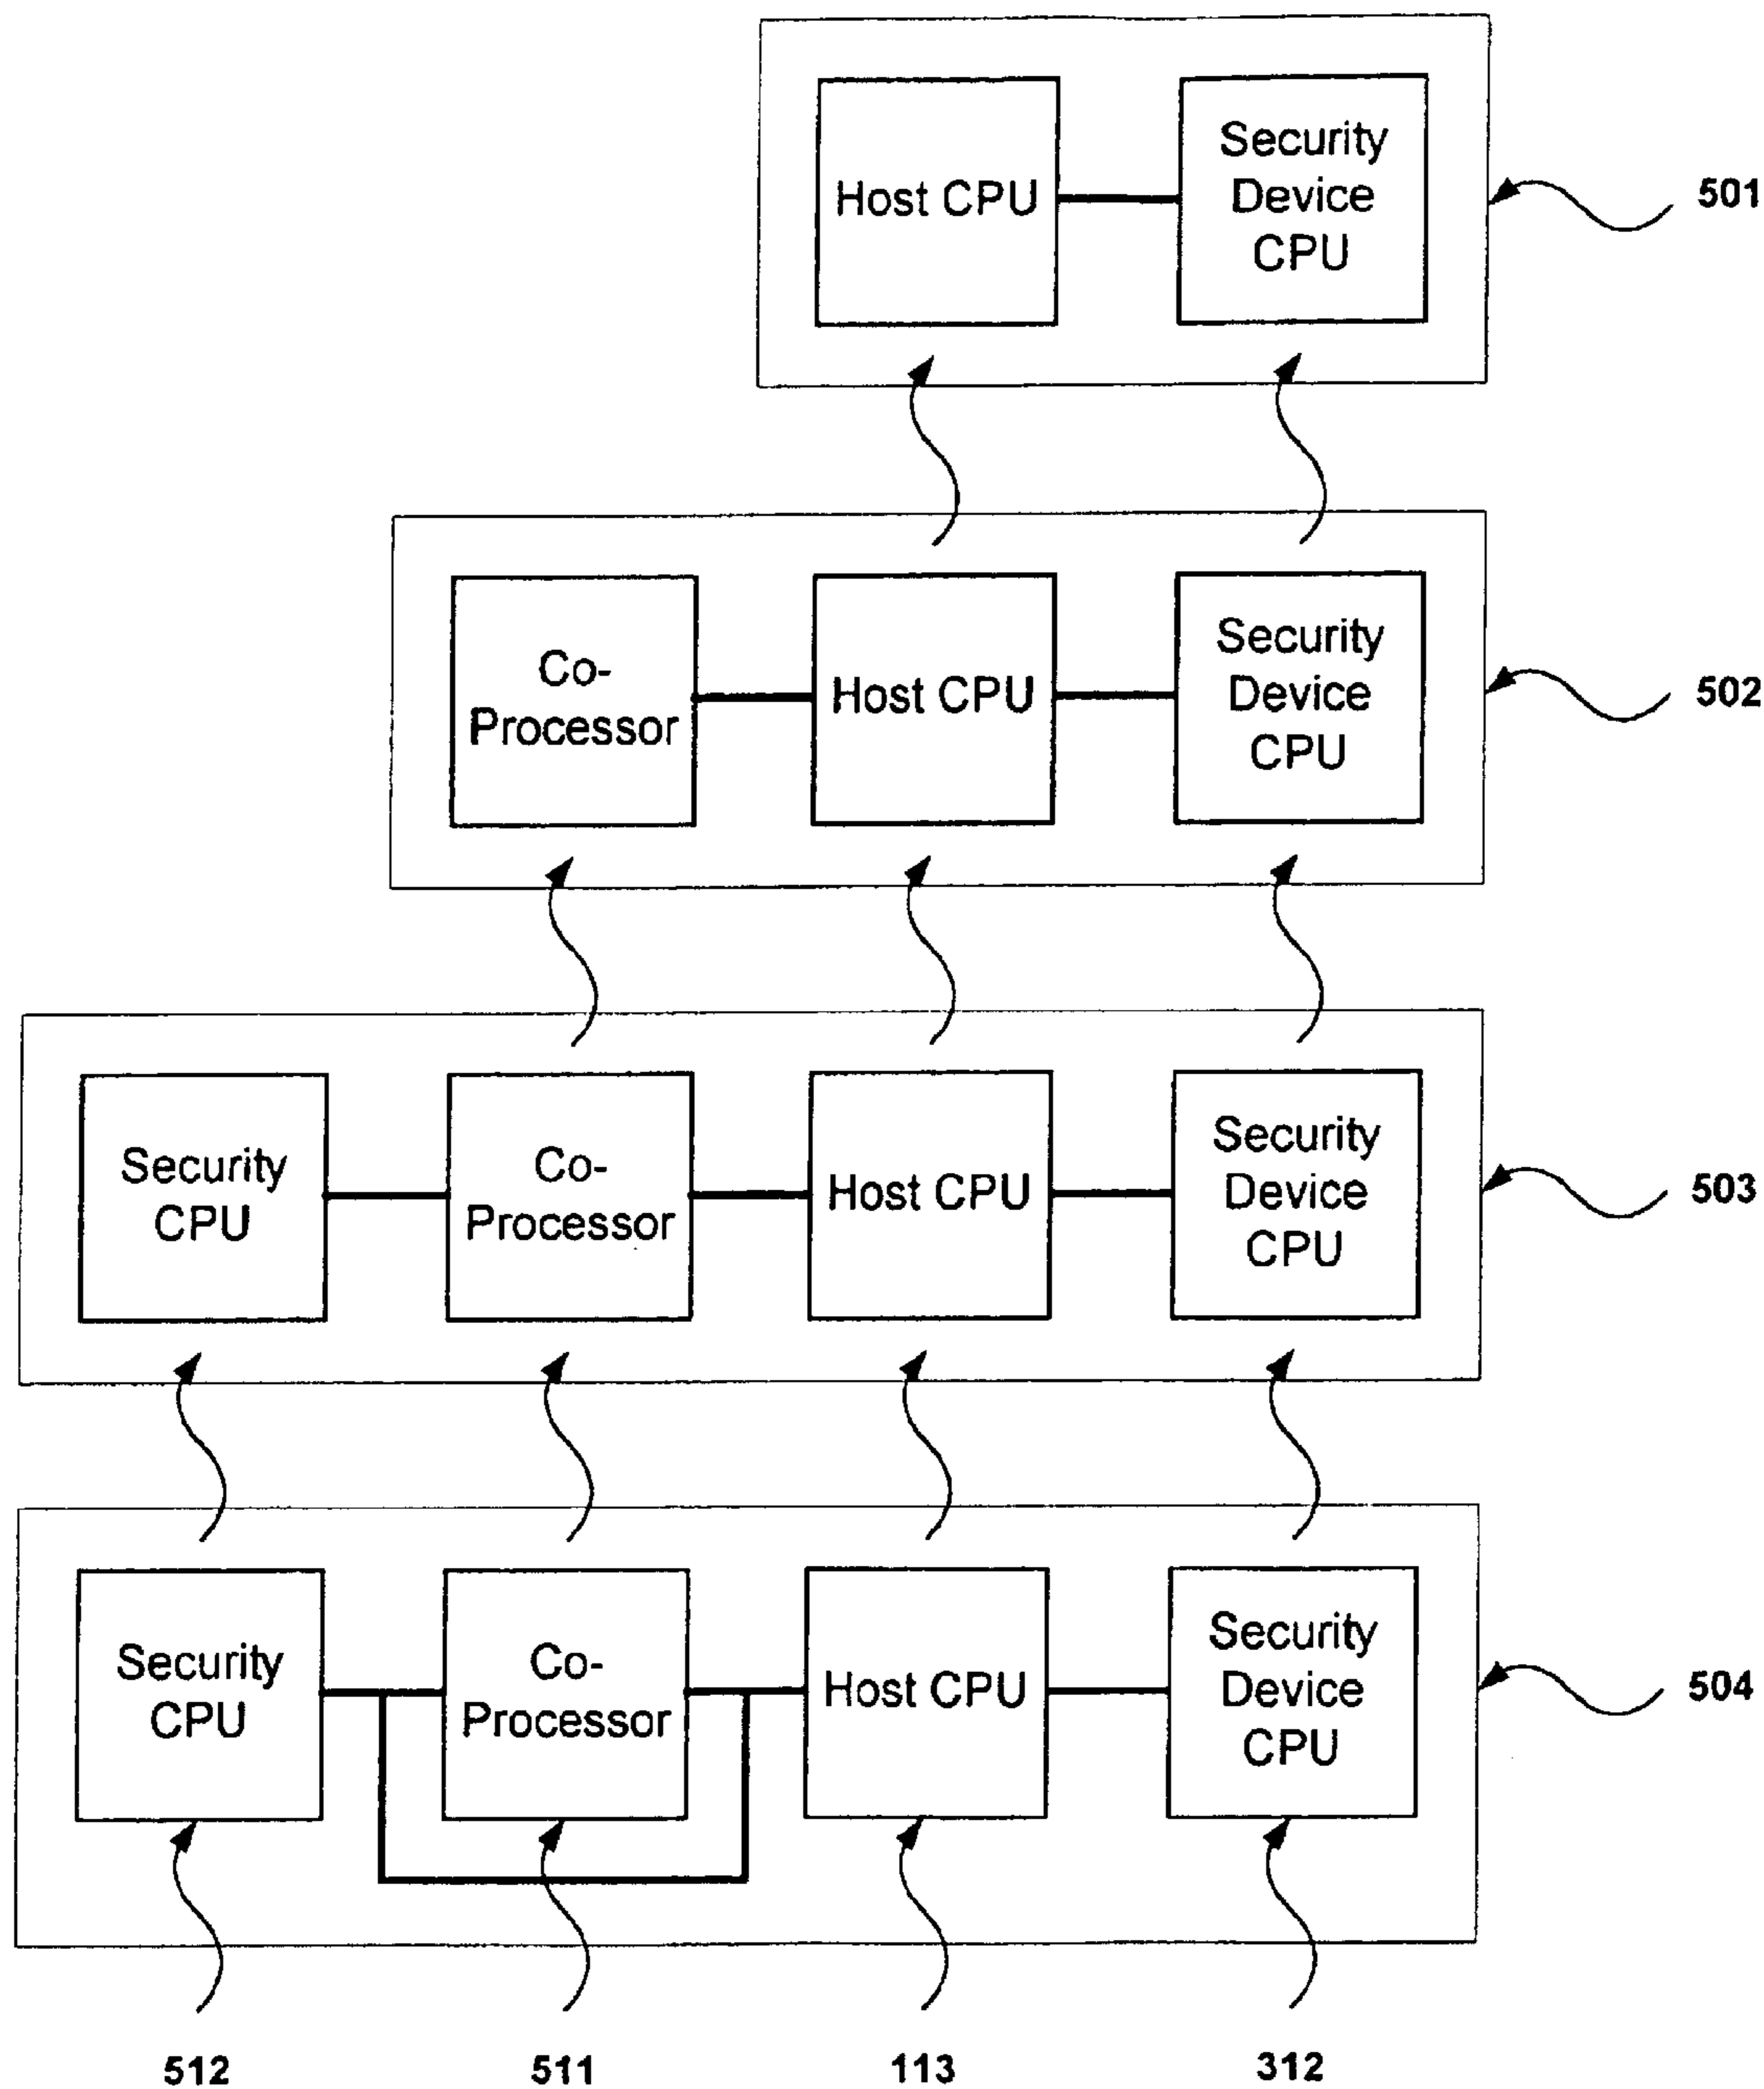 Host CPU
Security
Device
CPU
501
Co-
Processor
Host CPU
Security
Device
CPU
502
Security
CPU
Co-
Processor
Host CPU
Security
Device
CPU
503
Security
CPU
Co-
Processor
Host CPU
Security
Device
CPU
504
512
511
113
312